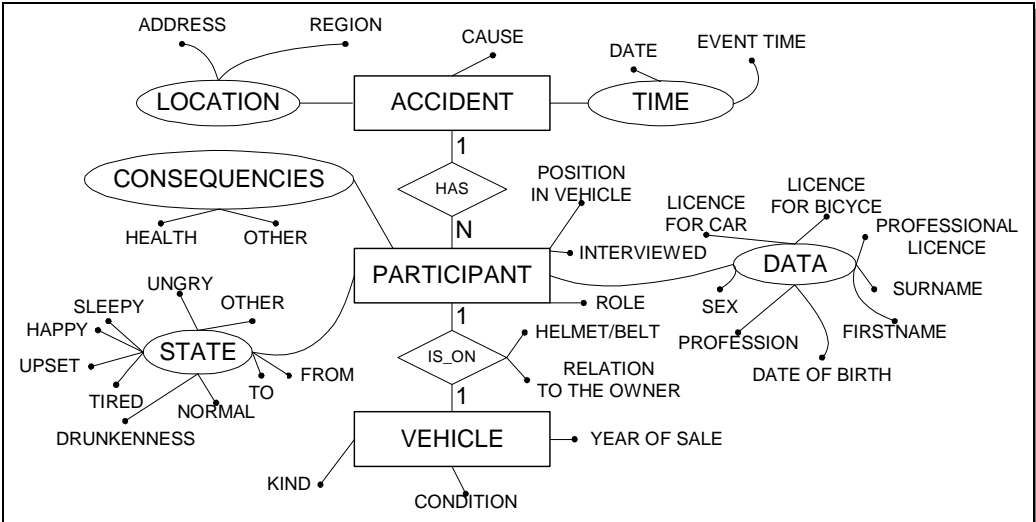 ADDRESS
REGION
CAUSE
EVENT TIME
DATE
LOCATION
ACCIDENT
TIME
1
HAS
N
CONSEQUENCIES
HEALTH
OTHER
POSITION
IN VEHICLE
INTERVIEWED
PARTICIPANT
ROLE
LICENCE
FOR CAR
LICENCE
FOR BICYCE
PROFESSIONAL
LICENCE
DATA
SEX
SURNAME
PROFESSION
FIRSTNAME
DATE OF BIRTH
UNGRY
SLEEPY
OTHER
HAPPY
STATE
UPSET
FROM
TIRED
TO
NORMAL
DRUNKENNESS
1
HELMET/BELT
IS_ON
RELATION
TO THE OWNER
1
VEHICLE
YEAR OF SALE
KIND
CONDITION